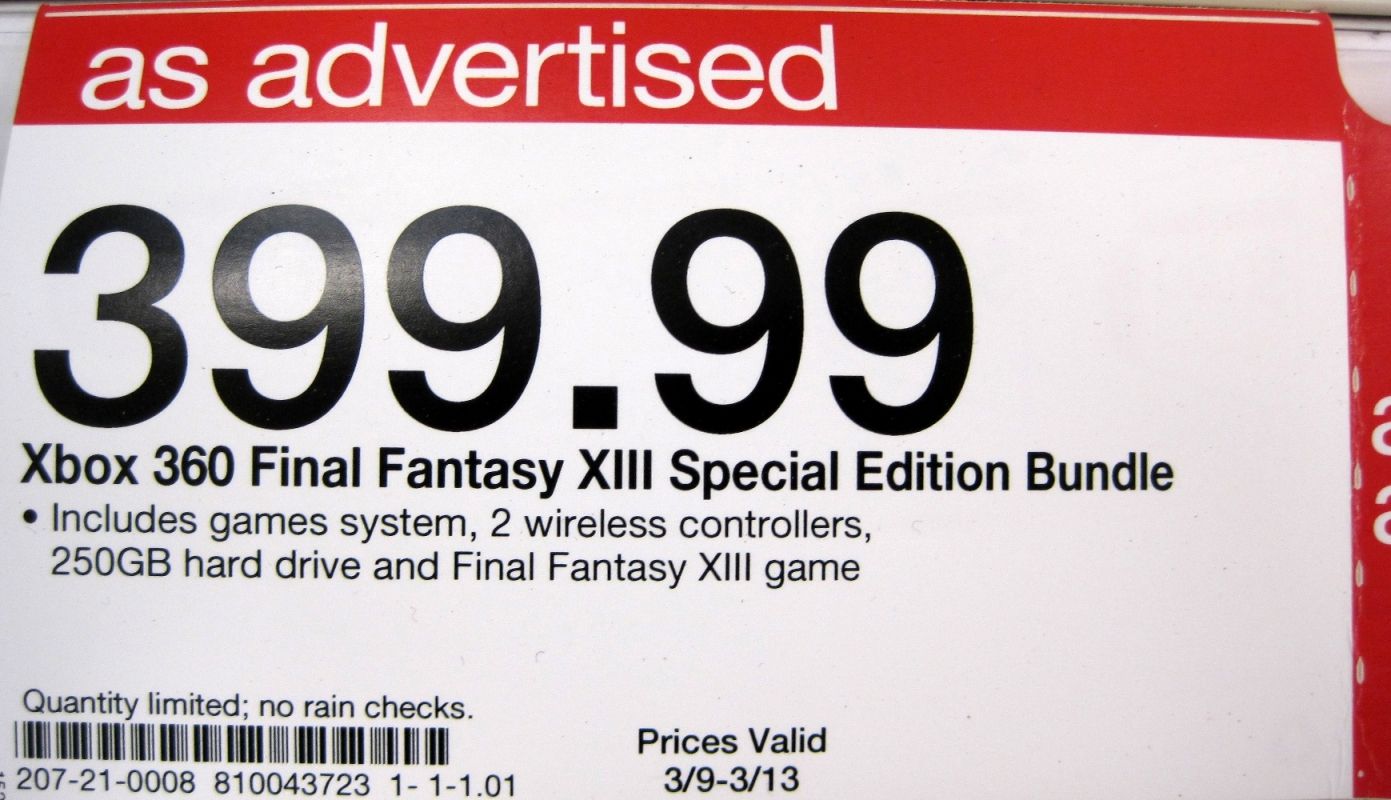 as advertised
399.99
Xbox 360 Final Fantasy XIII Special Edition Bundle
• Includes games system, 2 wireless controllers,
250GB hard drive and Final Fantasy XIII game
Quantity limited; no rain checks.
Prices Valid
207-21-0008 810043723 1- 1-1.01
3/9-3/13